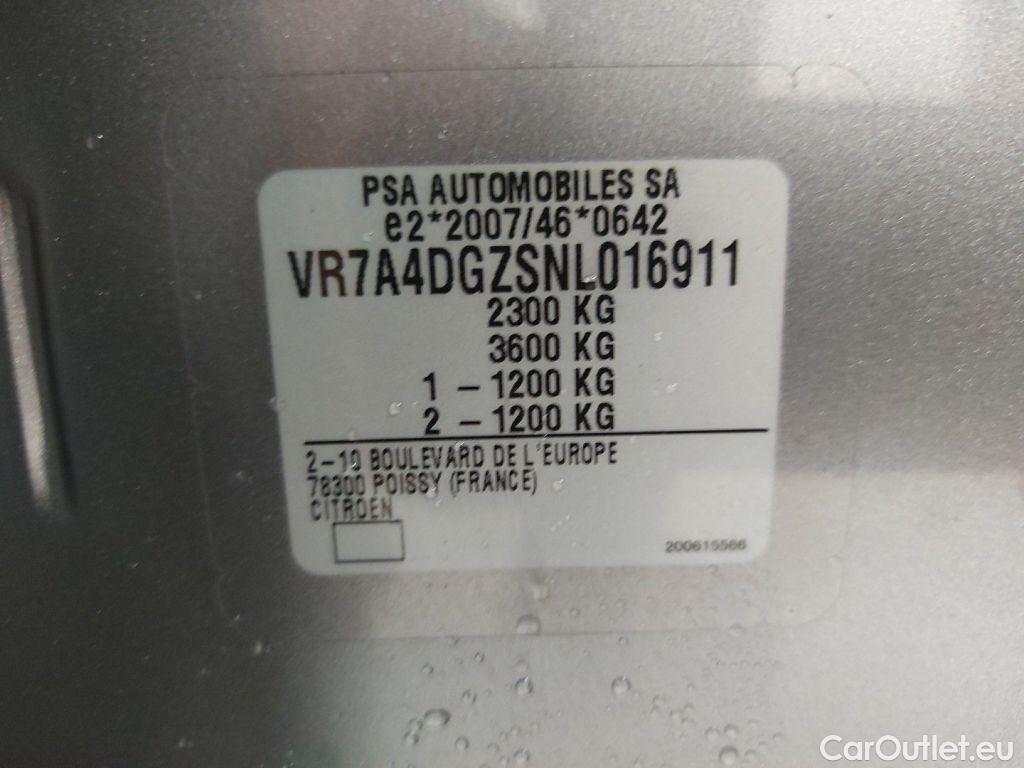 PSA AUTOMOBILES SA
e2*2007/46*0642
VR7A4DGZSNL016911
2300 KG
3600 KG
1 - 1200 KG
2 - 1200 KG
2-10 BOULEVARD DE L'EUROPE
78300 POISSY (FRANCE)
CITROEN
200615566
CarOutlet.eu